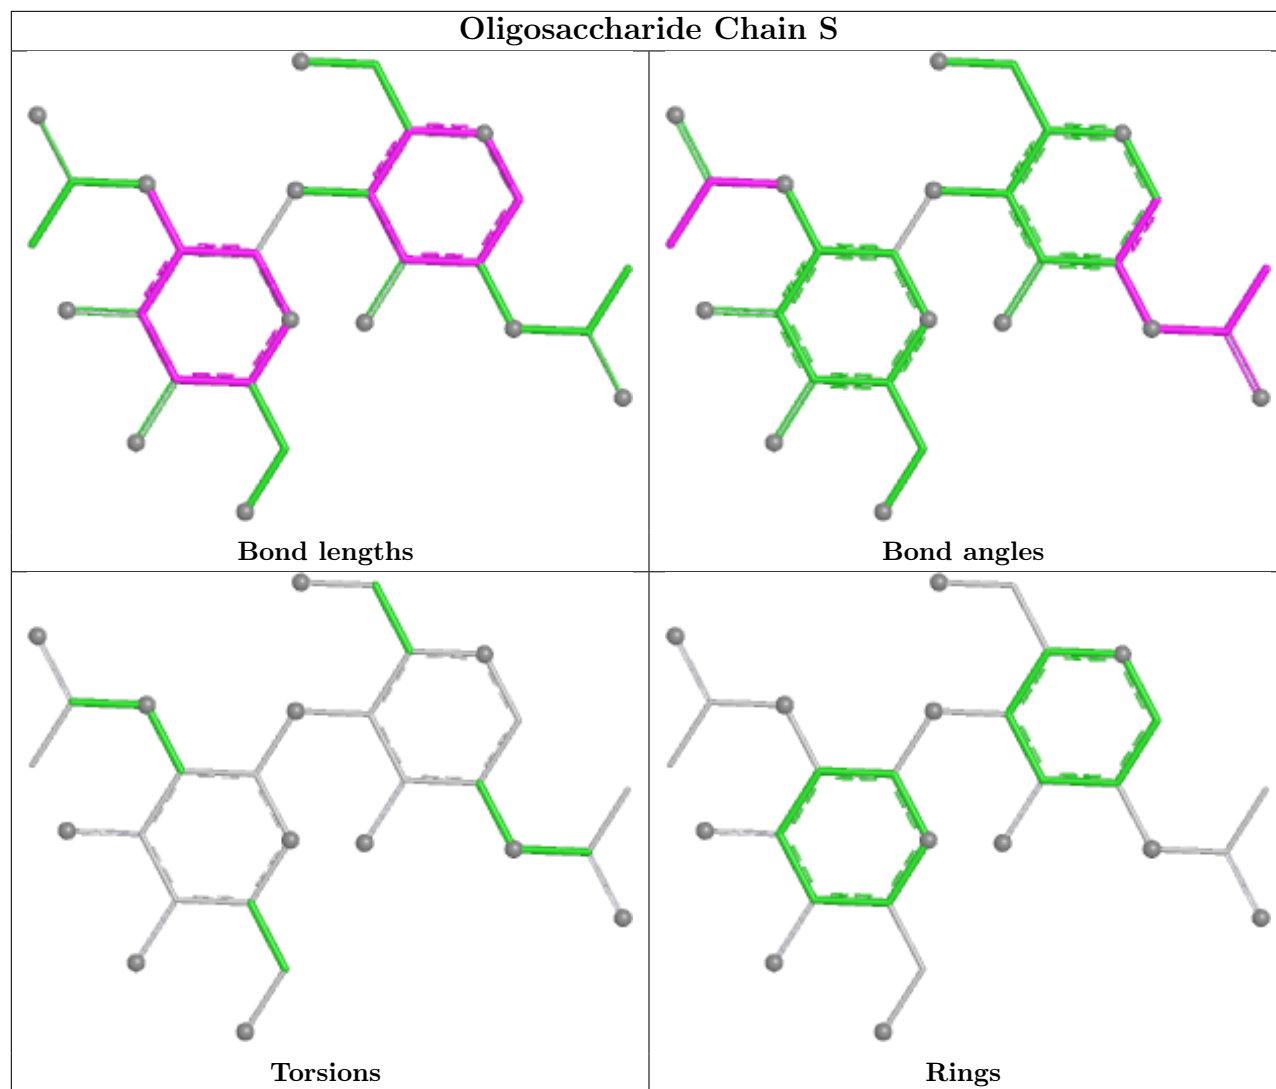 Oligosaccharide Chain S
Bond lengths
Bond angles
Torsions
Rings